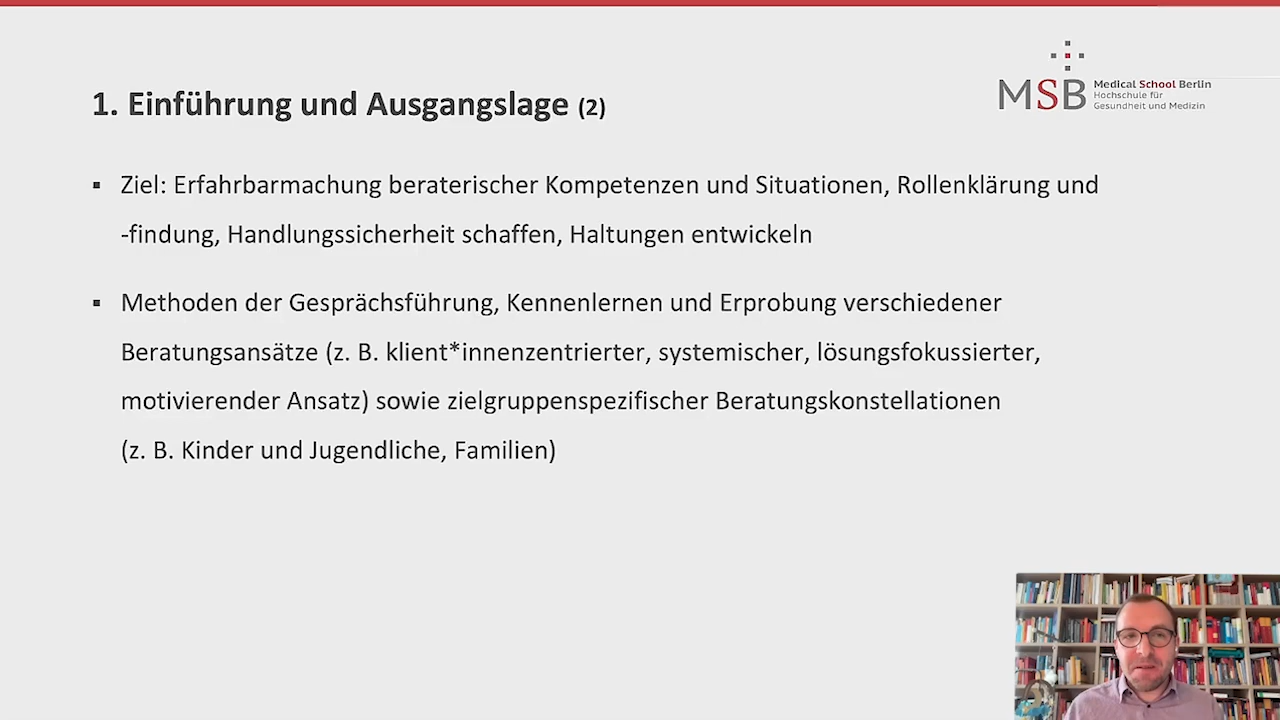 1. Einführung und Ausgangslage (2)
MSB Medical School Berlin
Hochschule für
Gesundheit und Medizin
▪ Ziel: Erfahrbarmachung beraterischer Kompetenzen und Situationen, Rollenklärung und
-findung, Handlungssicherheit schaffen, Haltungen entwickeln
▪ Methoden der Gesprächsführung, Kennenlernen und Erprobung verschiedener
Beratungsansätze (z. B. klient*innenzentrierter, systemischer, lösungsfokussierter,
motivierender Ansatz) sowie zielgruppenspezifischer Beratungskonstellationen
(z. B. Kinder und Jugendliche, Familien)